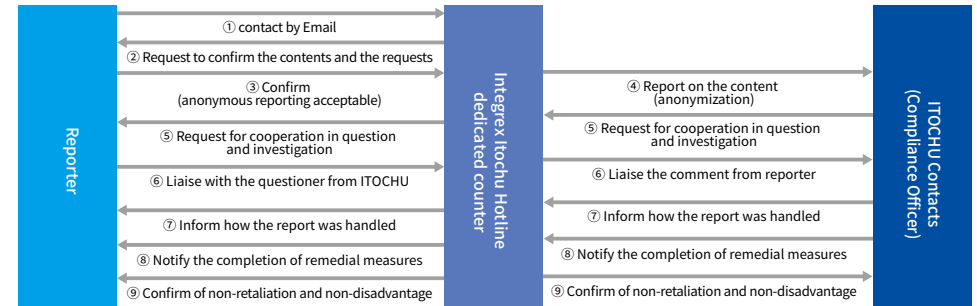 Reporter
① contact by Email
② Request to confirm the contents and the requests
③ Confirm
(anonymous reporting acceptable)
⑤ Request for cooperation in question
and investigation
⑥ Liaise with the questioner from ITOCHU
⑦ Inform how the report was handled
⑧ Notify the completion of remedial measures
⑨ Confirm of non-retaliation and non-disadvantage
Integrex Itochu Hotline
dedicated counter
④ Report on the content
(anonymization)
⑤ Request for cooperation in question
and investigation
⑥ Liaise the comment from reporter
⑦ Inform how the report was handled
⑧ Notify the completion of remedial measures
⑨ Confirm of non-retaliation and non-disadvantage
ITOCHU Contacts
(Compliance Officer)